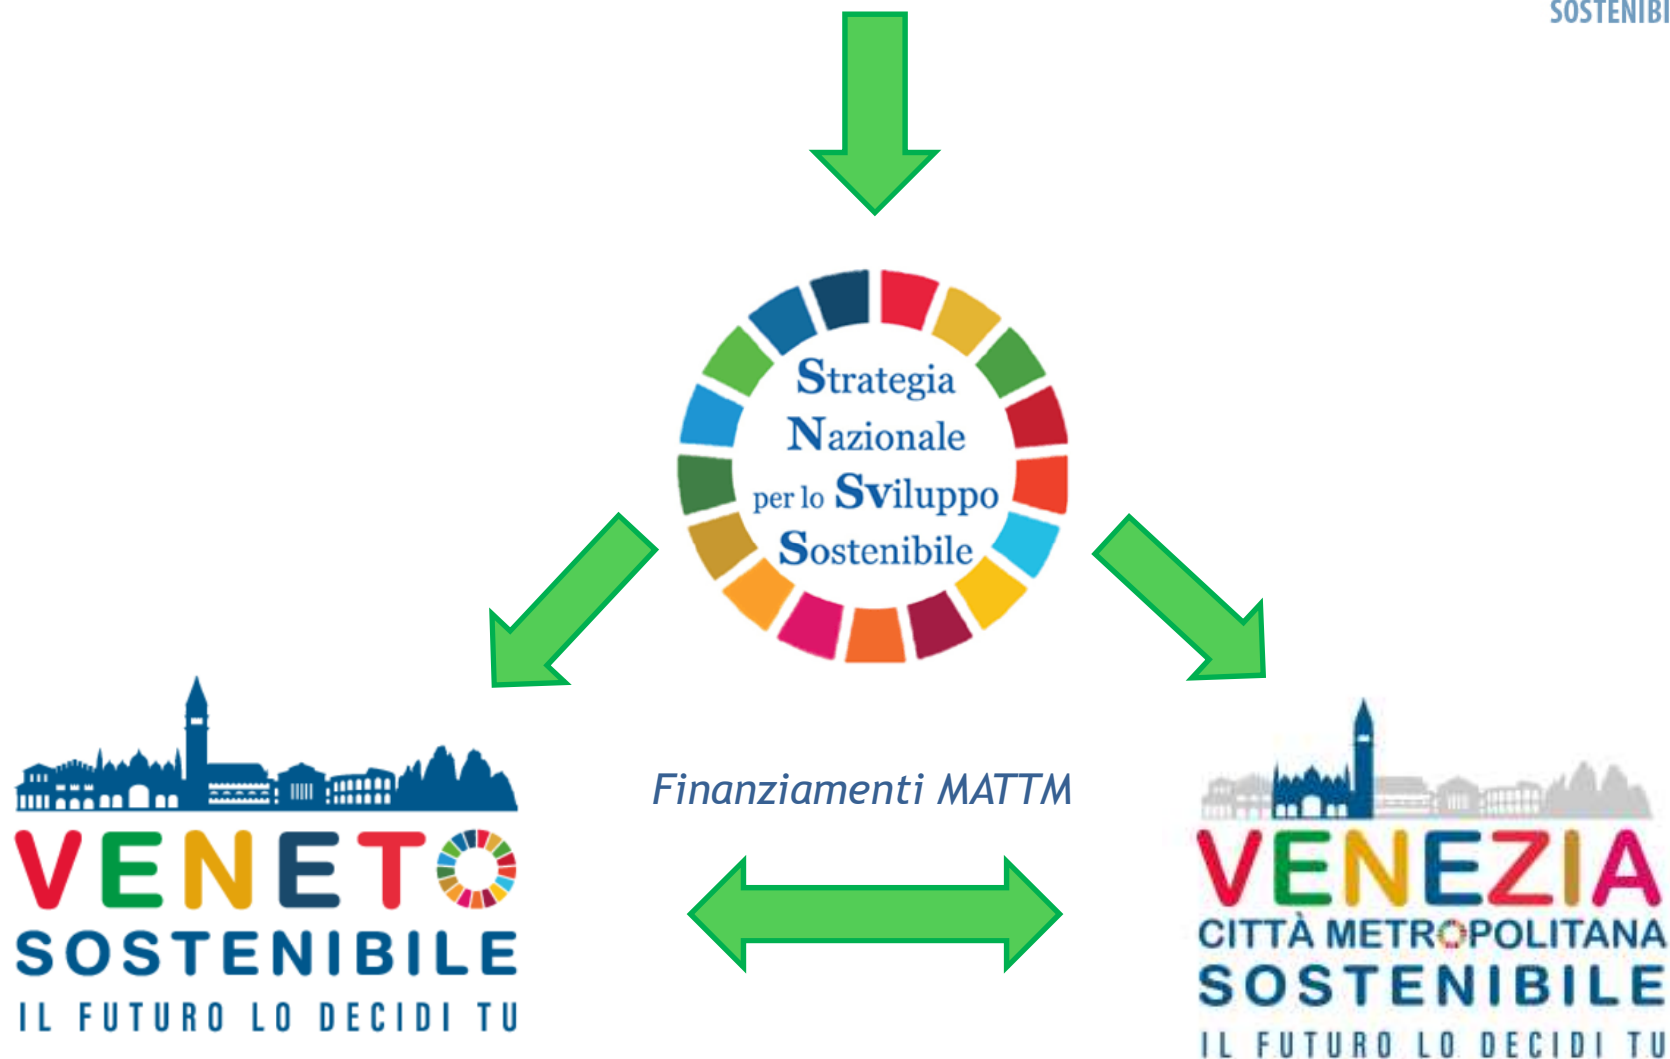 SOSTENIBI
Strategia
Nazionale
per lo Sviluppo
Sostenibile
Finanziamenti MATTM
VENETO
SOSTENIBILE
IL FUTURO LO DECIDI TU
VENEZIA
CITTÀ METROPOLITANA
SOSTENIBILE
IL FUTURO LO DECIDI TU